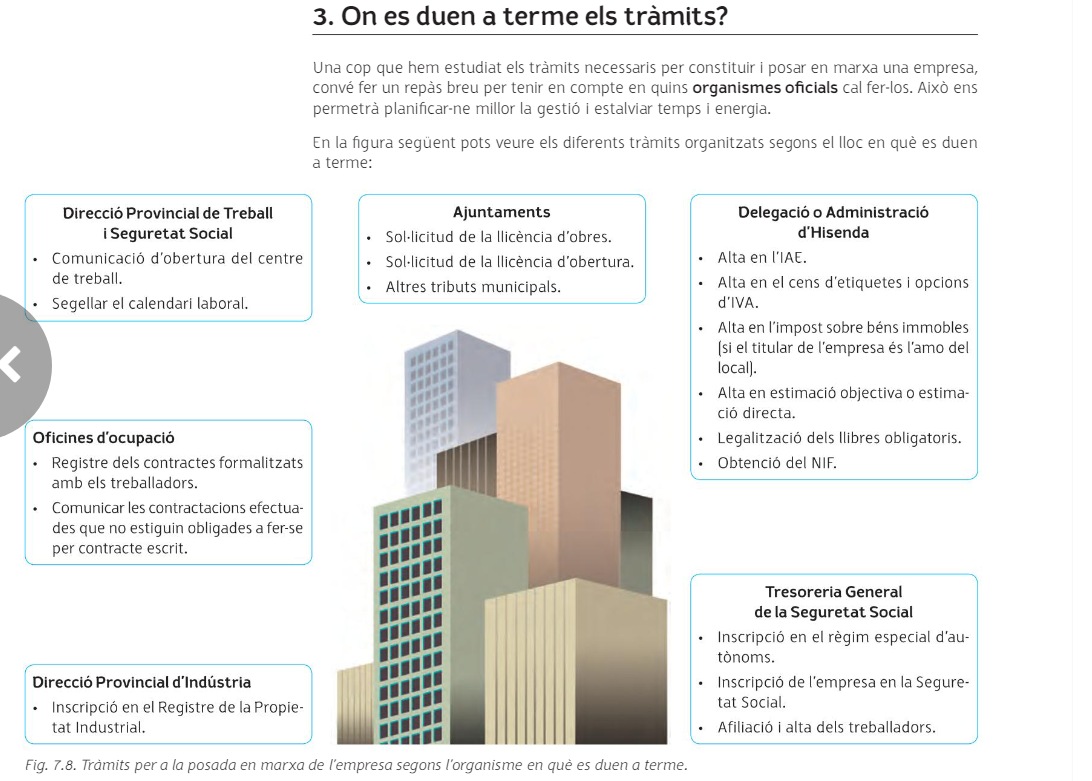 3. On es duen a terme els tràmits?
Una cop que hem estudiat els tràmits necessaris per constituir i posar en marxa una empresa,
convé fer un repàs breu per tenir en compte en quins organismes oficials cal fer-los. Això ens
permetrà planificar-ne millor la gestió i estalviar temps i energia.
En la figura següent pots veure els diferents tràmits organitzats segons el lloc en què es duen
a terme:
Direcció Provincial de Treball
i Seguretat Social
• Comunicació d'obertura del centre
de treball.
• Segellar el calendari laboral.
Ajuntaments
• Sol·licitud de la llicència d'obres.
• Sol·licitud de la llicència d'obertura.
• Altres tributs municipals.
Delegació o Administració
d'Hisenda
• Alta en l'IAE.
• Alta en el cens d'etiquetes i opcions
d'IVA.
• Alta en l'impost sobre béns immobles
(si el titular de l'empresa és l'amo del
local).
• Alta en estimació objectiva o estima-
ció directa.
• Legalització dels llibres obligatoris.
• Obtenció del NIF.
Oficines d'ocupació
• Registre dels contractes formalitzats
amb els treballadors.
• Comunicar les contractacions efectua-
des que no estiguin obligades a fer-se
per contracte escrit.
Tresoreria General
de la Seguretat Social
• Inscripció en el règim especial d'au-
tònoms.
• Inscripció de l'empresa en la Segure-
tat Social.
• Afiliació i alta dels treballadors.
Direcció Provincial d'Indústria
• Inscripció en el Registre de la Propie-
tat Industrial.
Fig. 7.8. Tràmits per a la posada en marxa de l'empresa segons l'organisme en què es duen a terme.